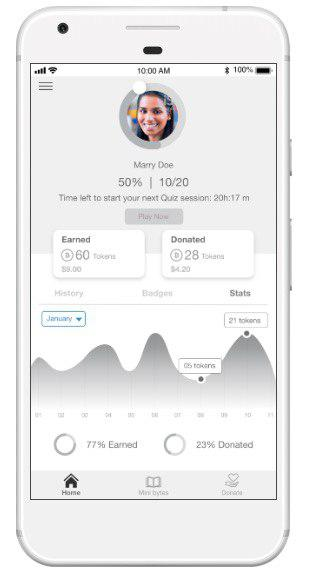 10:00 AM
100%
Marry Doe
50% | 10/20
Time left to start your next Quiz session: 20h:17 m
Play Now
Earned
60 Tokens
$9.00
Donated
28 Tokens
$4.20
History
Badges
Stats
January
21 tokens
05 tokens
01 02 02 04 05 06 07 08 09 10 11
77% Earned
23% Donated
Home
Mini bytes
Donate